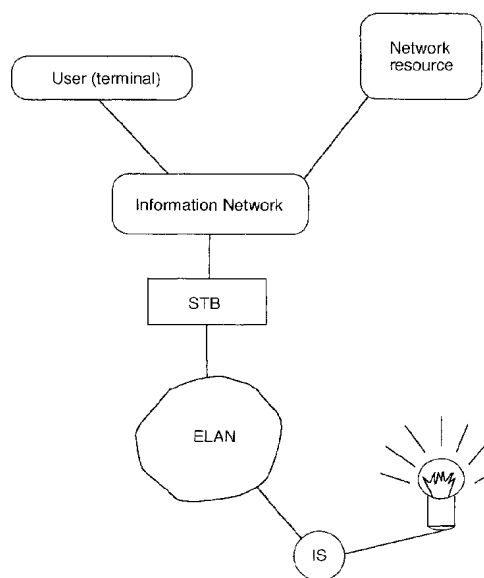 Network
resource
User (terminal)
Information Network
STB
ELAN
IS